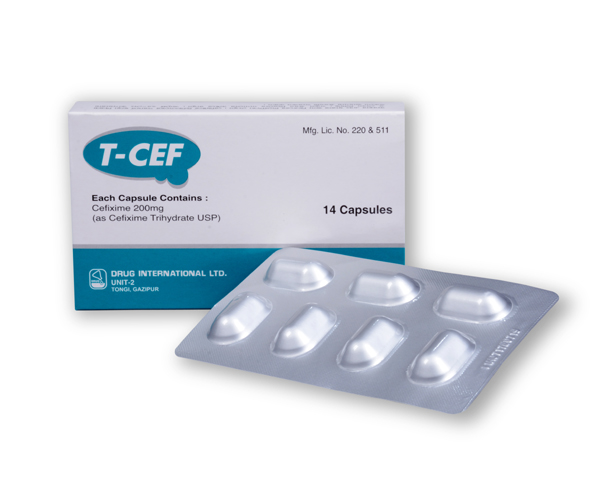 Mfg. Lic. No. 220 & 511
T-CEF
Each Capsule Contains :
Cefixime 200mg
(as Cefixime Trihydrate USP)
14 Capsules
DRUG INTERNATIONAL LTD.
UNIT-2
TONGI, GAZIPUR